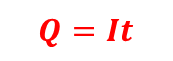 Q = It